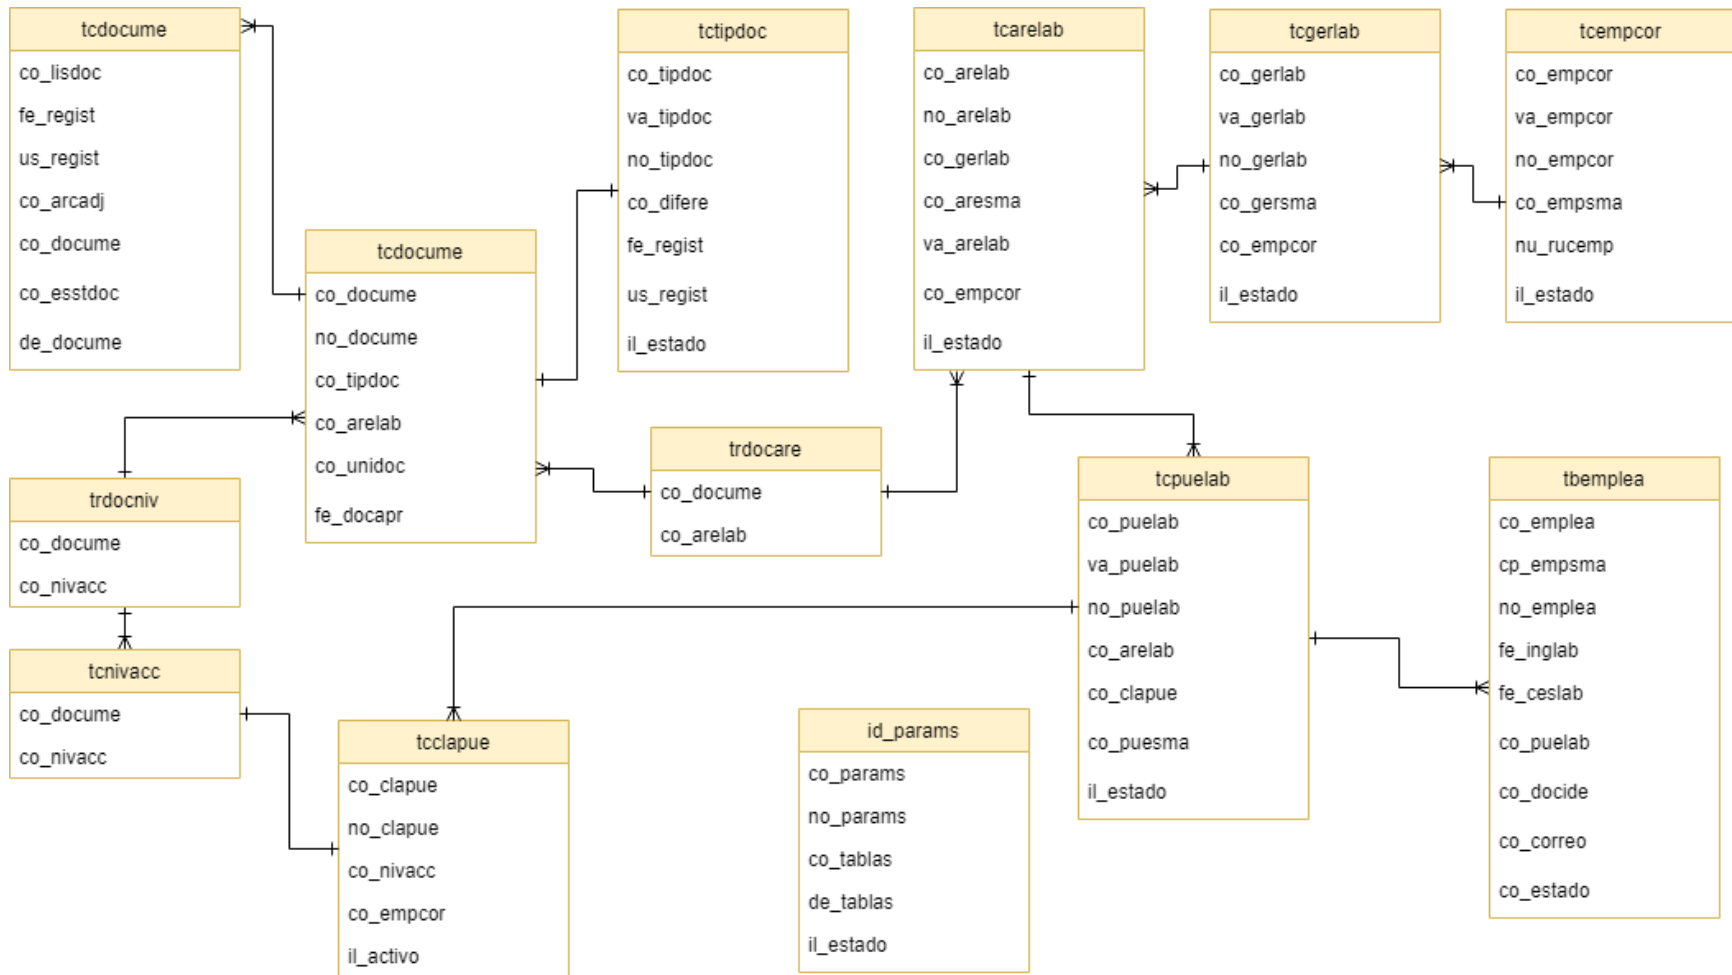 tcdocume
co_lisdoc
fe_regist
us_regist
co_arcadj
co_docume
co_esstdoc
de_docume
tcdocume
co_docume
no_docume
co_tipdoc
co_arelab
co_unidoc
fe_docapr
tctipdoc
co_tipdoc
va_tipdoc
no_tipdoc
co_difere
fe_regist
us_regist
il_estado
tcarelab
co_arelab
no_arelab
co_gerlab
co_aresma
va_arelab
co_empcor
il_estado
tcgerlab
co_gerlab
va_gerlab
no_gerlab
co_gersma
co_empcor
il_estado
tcempcor
co_empcor
va_empcor
no_empcor
co_empsma
nu_rucemp
il_estado
trdocniv
co_docume
co_nivacc
trdocare
co_docume
co_arelab
tcpuelab
co_puelab
va_puelab
no_puelab
co_arelab
co_clapue
co_puesma
il_estado
tbemplea
co_emplea
cp_empsma
no_emplea
fe_inglab
fe_ceslab
co_puelab
co_docide
co_correo
co_estado
tcnivacc
co_docume
co_nivacc
tcclapue
co_clapue
no_clapue
co_nivacc
co_empcor
il_activo
id_params
co_params
no_params
co_tablas
de_tablas
il_estado